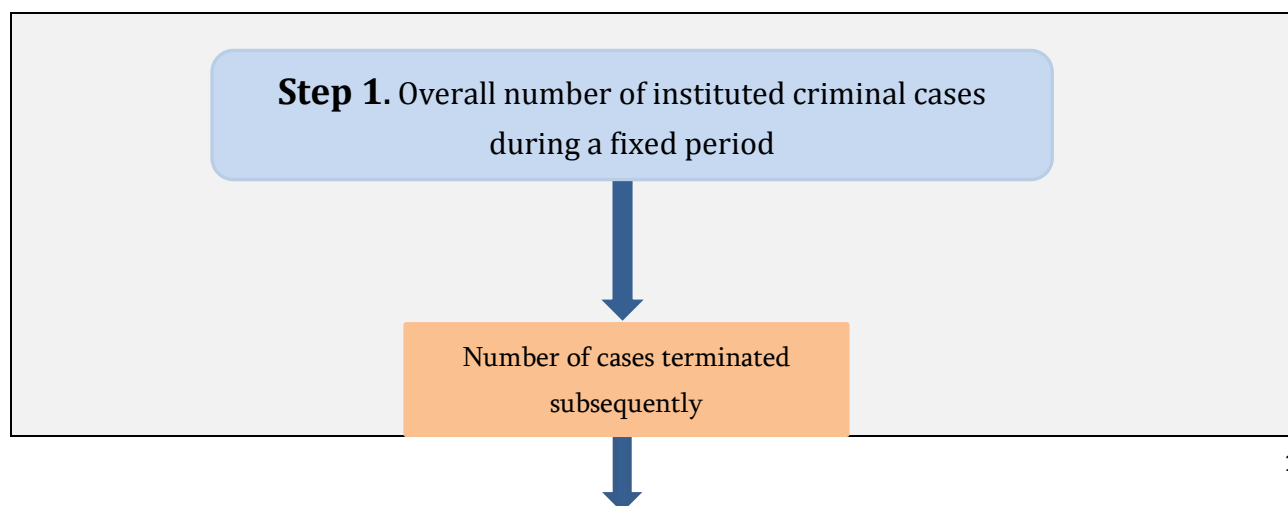 Step 1. Overall number of instituted criminal cases
during a fixed period
Number of cases terminated
subsequently